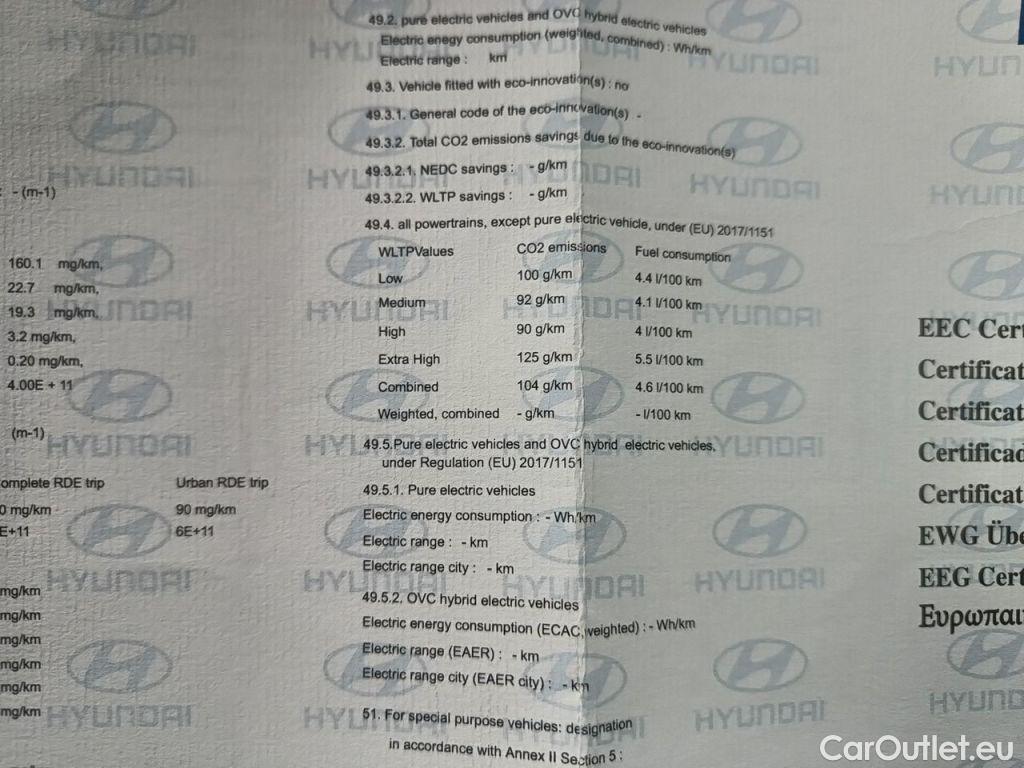 : - (m-1)
160.1 mg/km,
22.7 mg/km,
19.3 mg/km,
3.2 mg/km,
0.20 mg/km,
4.00E + 11
(m-1)
omplete RDE trip Urban RDE trip
0 mg/km 90 mg/km
E+11 6E+11
mg/km
mg/km
mg/km
mg/km
mg/km
mg/km
49.2. pure electric vehicles and OVC hybrid electric vehicles
Electric enegy consumption (weighted, combined) : Wh/km
Electric range : km
49.3. Vehicle fitted with eco-innovation(s) : no
49.3.1. General code of the eco-innovation(s) -
49.3.2. Total CO2 emissions savings due to the eco-innovation(s)
49.3.2.1. NEDC savings : - g/km
49.3.2.2. WLTP savings : - g/km
49.4. all powertrains, except pure electric vehicle, under (EU) 2017/1151
WLTPValues CO2 emissions Fuel consumption
Low 100 g/km 4.4 l/100 km
Medium 92 g/km 4.1 l/100 km
High 90 g/km 4 l/100 km
Extra High 125 g/km 5.5 l/100 km
Combined 104 g/km 4.6 l/100 km
Weighted, combined - g/km - l/100 km
49.5.Pure electric vehicles and OVC hybrid electric vehicles,
under Regulation (EU) 2017/1151
49.5.1. Pure electric vehicles
Electric energy consumption : - Wh/km
Electric range : - km
Electric range city : - km
49.5.2. OVC hybrid electric vehicles
Electric energy consumption (ECAC,weighted) : - Wh/km
Electric range (EAER) : - km
Electric range city (EAER city) : - km
51. For special purpose vehicles: designation
in accordance with Annex II Section 5 :
EEC Cert
Certificat
Certificat
Certificad
Certificat
EWG Übe
EEG Cert
Ευρωπαι
HYUNDAI
CarOutlet.eu